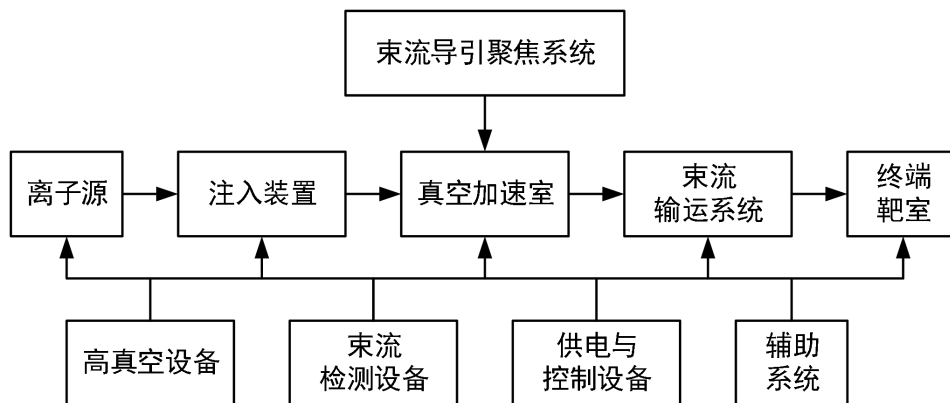 束流导引聚焦系统
离子源
注入装置
真空加速室
束流
输运系统
终端
靶室
高真空设备
束流
检测设备
供电与
控制设备
辅助
系统